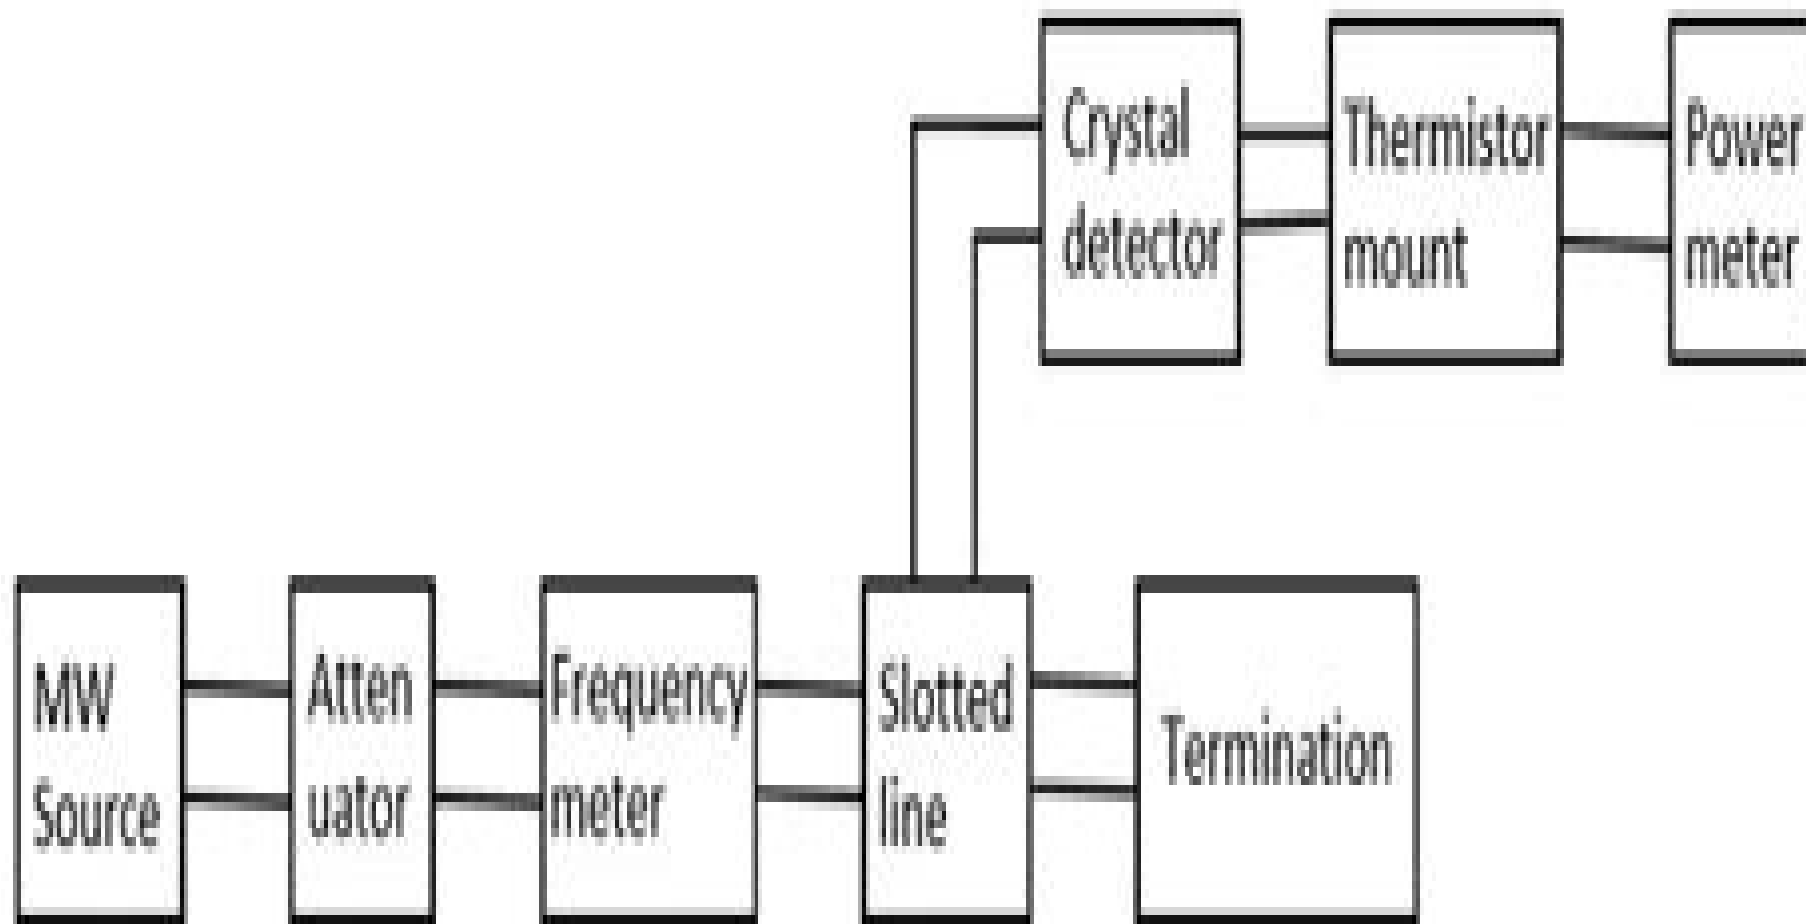 Crystal
detector
Thermistor
mount
Power
meter
MW
Source
Atten
uator
Frequency
meter
Slotted
line
Termination